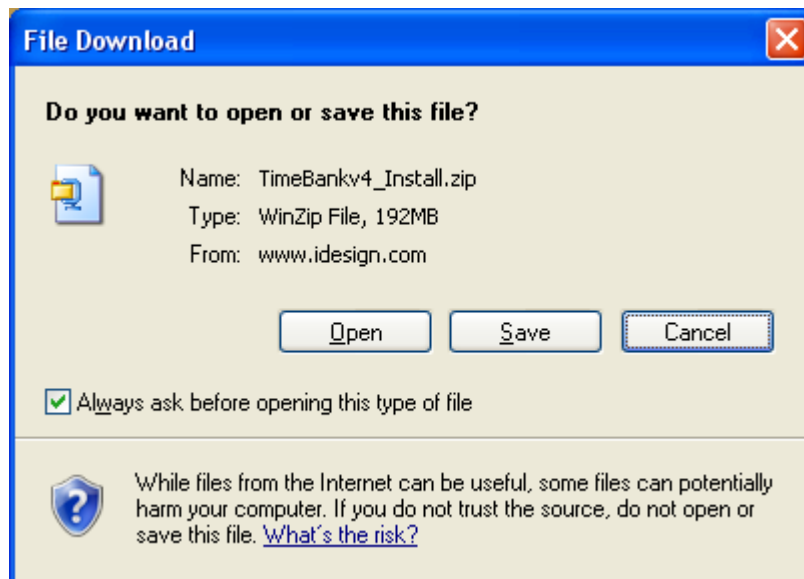 File Download
Do you want to open or save this file?
Name: TimeBankv4_Install.zip
Type: WinZip File, 192MB
From: www.idesign.com
Open Save Cancel
Always ask before opening this type of file
While files from the Internet can be useful, some files can potentially
harm your computer. If you do not trust the source, do not open or
save this file. What's the risk?